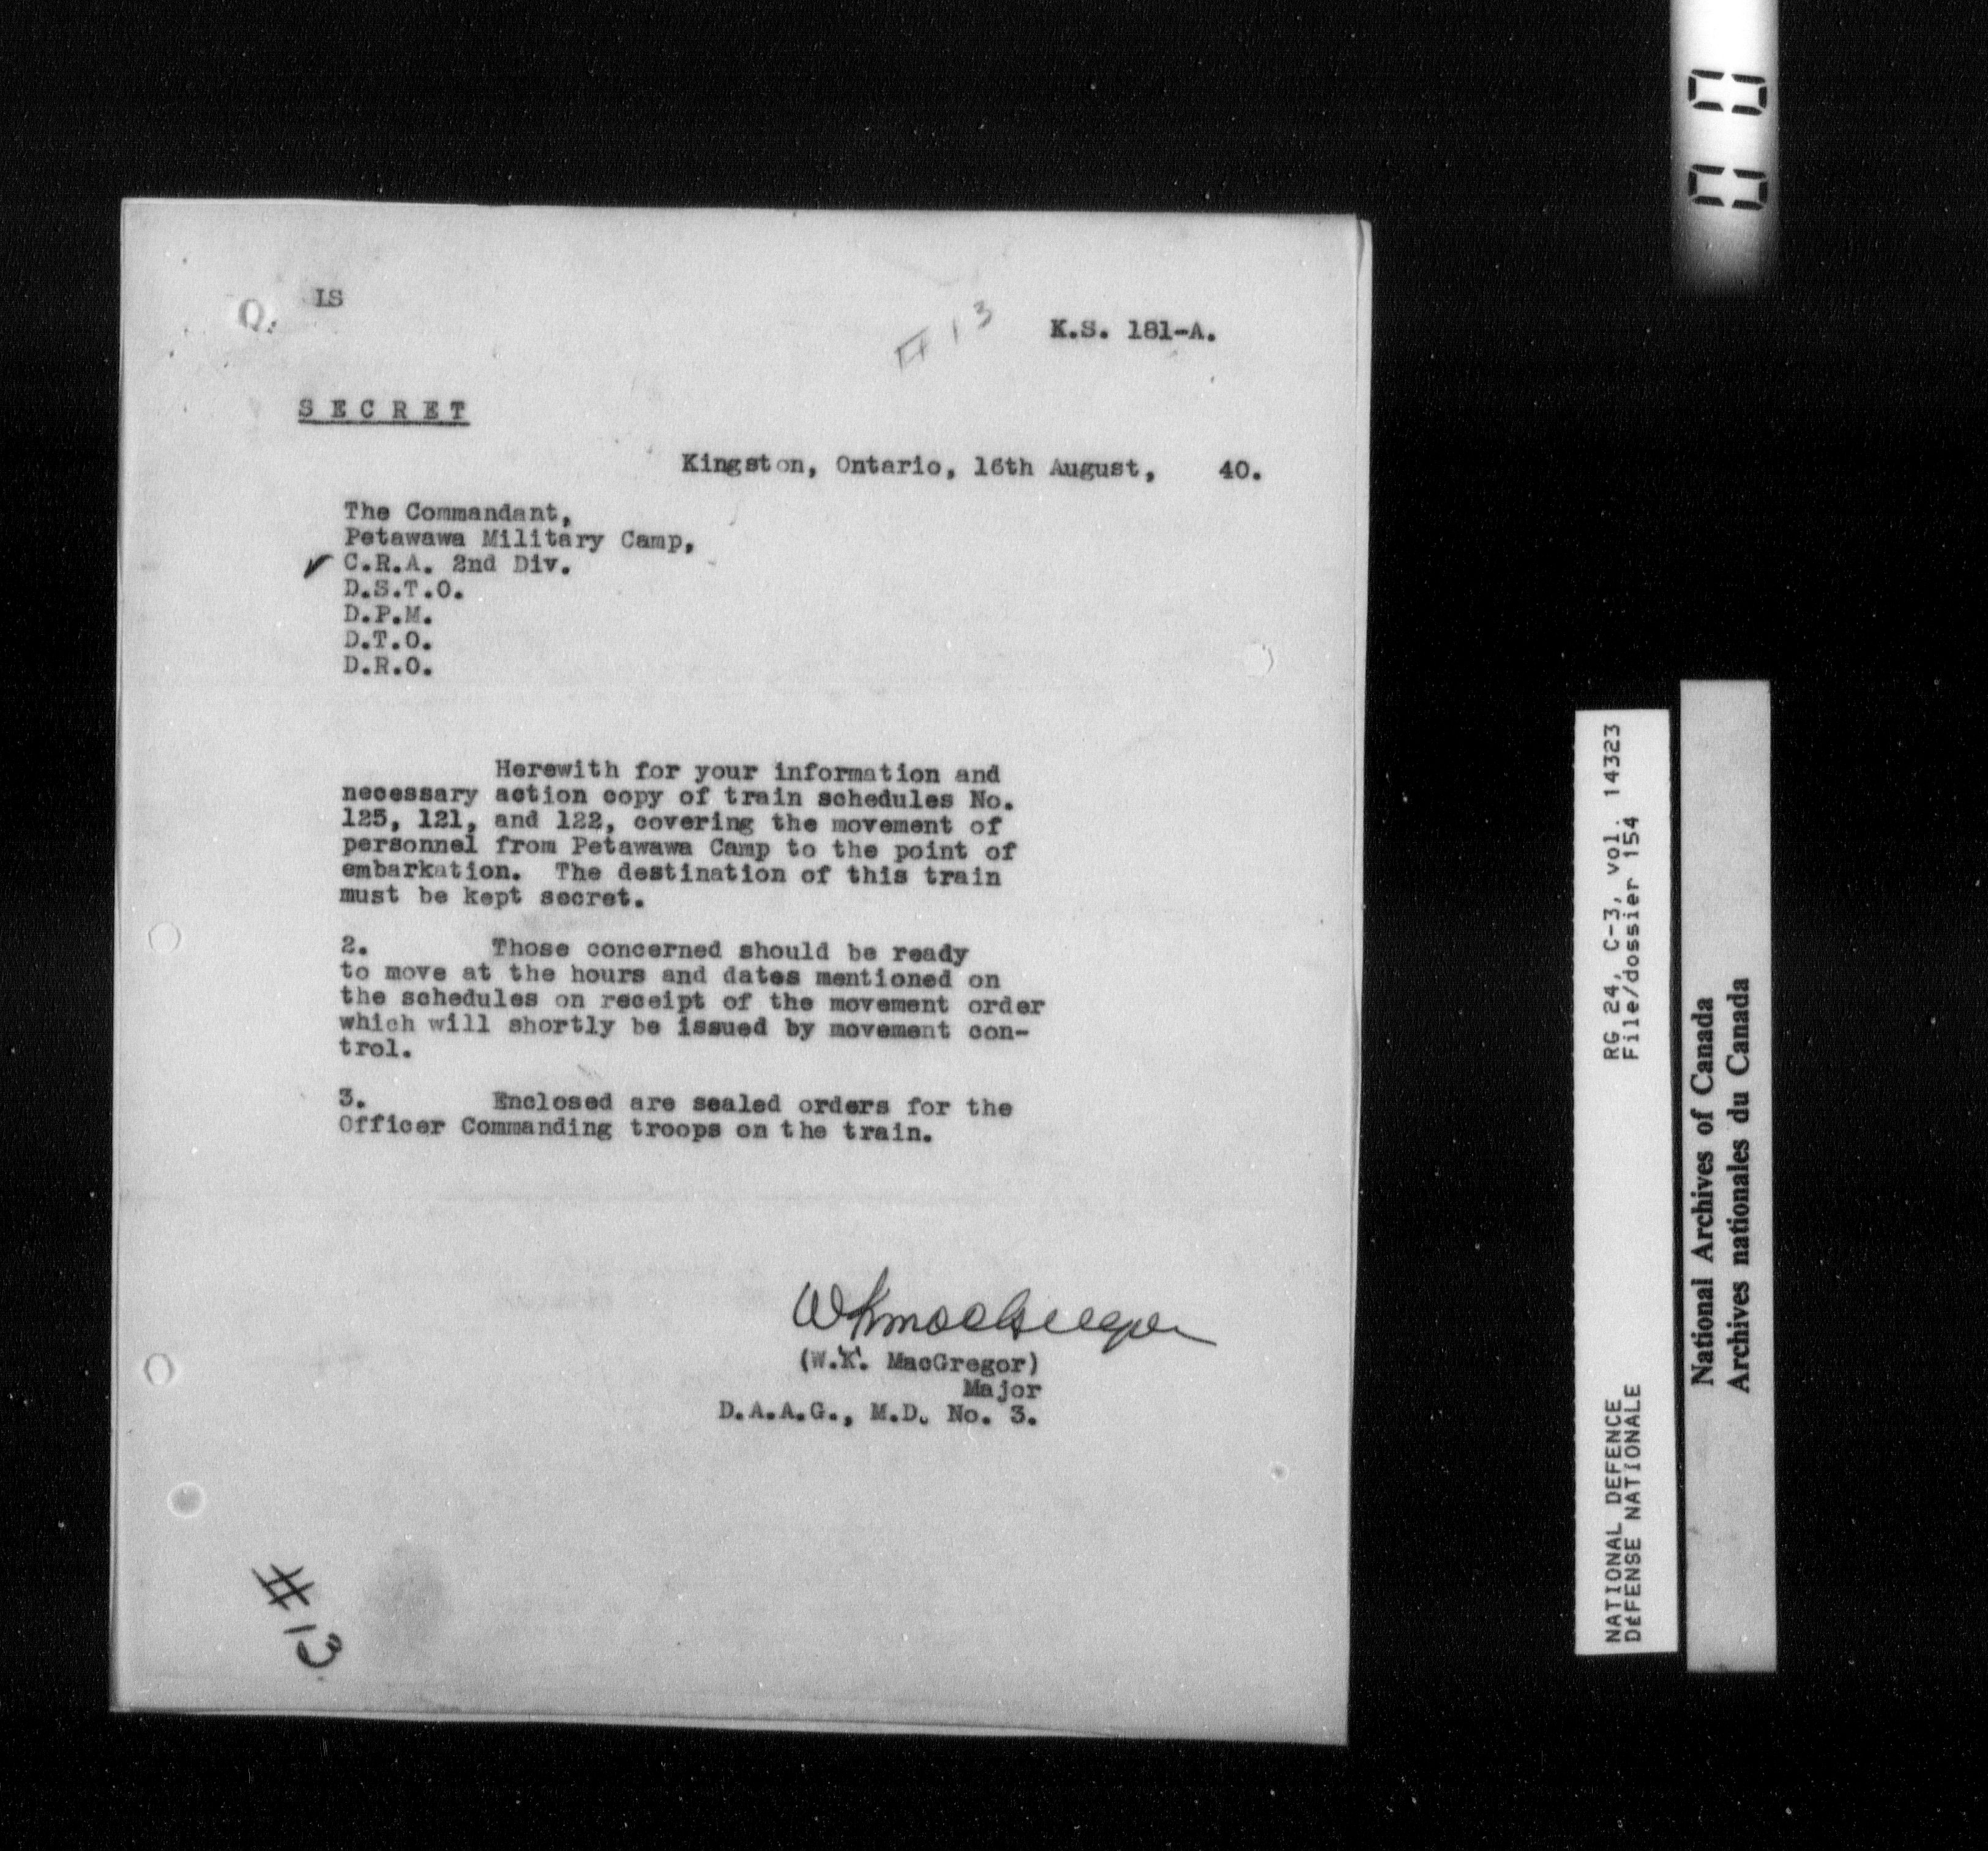 Q.
LS
#13
K.S. 181-A.
SECRET
Kingston, Ontario, 16th August, 40.
The Commandant,
Petawawa Military Camp,
✓ C.R.A. 2nd Div.
D.S.T.O.
D.P.M.
D.T.O.
D.R.O.
Herewith for your information and
necessary action copy of train schedules No.
125, 121, and 122, covering the movement of
personnel from Petawawa Camp to the point of
embarkation. The destination of this train
must be kept secret.
2. Those concerned should be ready
to move at the hours and dates mentioned on
the schedules on receipt of the movement order
which will shortly be issued by movement con-
trol.
3. Enclosed are sealed orders for the
Officer Commanding troops on the train.
WKMacGregor
(W.K. MacGregor)
Major
D.A.A.G., M.D. No. 3.
#13
NATIONAL DEFENCE RG 24, C-3, vol. 14323
DÉFENSE NATIONALE File/dossier 154
National Archives of Canada
Archives nationales du Canada
00